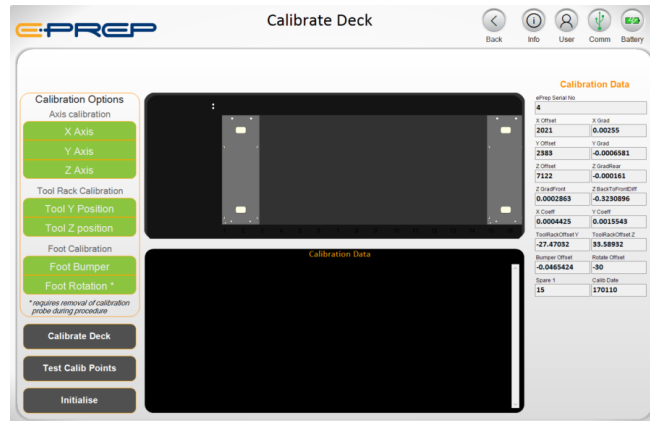 E-PREP
Calibrate Deck
Back
Info
User
Comm
Battery
Calibration Options
Axis calibration
X Axis
Y Axis
Z Axis
Tool Rack Calibration
Tool Y Position
Tool Z position
Foot Calibration
Foot Bumper
Foot Rotation *
* requires removal of calibration
probe during procedure
Calibrate Deck
Test Calib Points
Initialise
:
Calibration Data
Calibration Data
ePrep Serial No
4
X Offset X Grad
2021 0.00255
Y Offset Y Grad
2383 -0.0006581
Z Offset Z GradRear
7122 -0.000161
Z GradFront Z BackToFrontDiff
0.0002863 -0.3230896
X Coeff Y Coeff
0.0004425 0.0015543
ToolRackOffset Y ToolRackOffset Z
-27.47032 33.58932
Bumper Offset Rotate Offset
-0.0465424 -30
Spare 1 Calib Date
15 170110